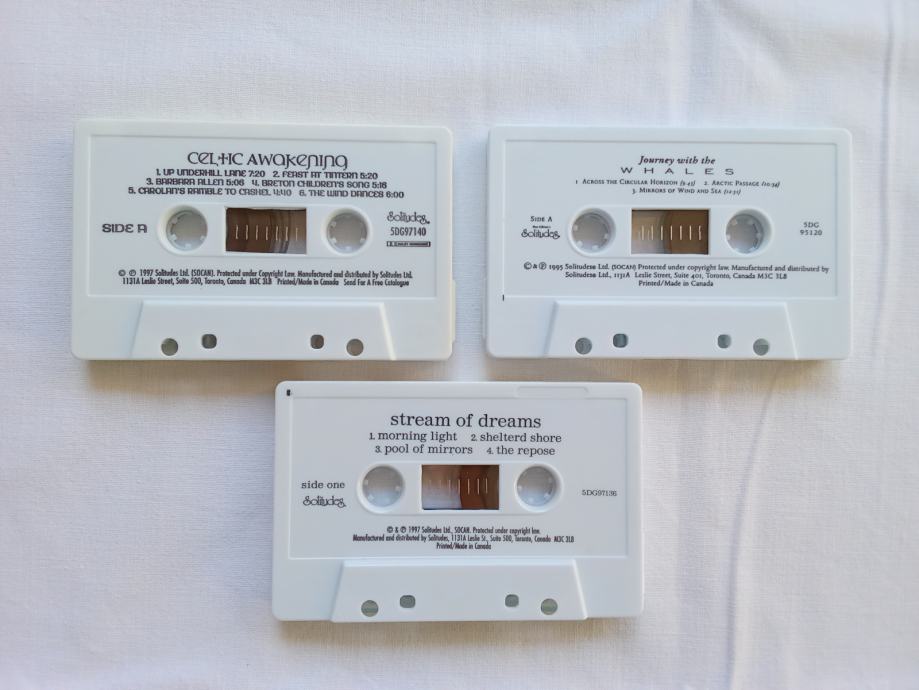 CELTIC AWAKENING
1. UP UNDERHILL LANE 7:20 2. FEAST AT TINTERN 5:20
3. BARBARA ALLEN 5:06 4. BRETON CHILDREN'S SONG 5:16
5. CAROLAN'S RAMBLE TO CASHEL 4:40 6. THE WIND DANCES 6:00
SIDE A
Solitudes
5DG97140
© ℗ 1997 Solitudes Ltd. (SOCAN). Protected under Copyright Law. Manufactured and distributed by Solitudes Ltd.
1131A Leslie Street, Suite 500, Toronto, Canada M3C 3L8 Printed/Made in Canada Send For A Free Catalogue
Journey with the
WHALES
1 ACROSS THE CIRCULAR HORIZON (9:45) 2. ARCTIC PASSAGE (10:34)
3. MIRRORS OF WIND AND SEA (12:51)
SIDE A
Solitudes
5DG
95120
© & ℗ 1995 Solitudess Ltd. (SOCAN) Protected under copyright law. Manufactured and distributed by
Solitudess Ltd., 1131A Leslie Street, Suite 401, Toronto, Canada M3C 3L8
Printed/Made in Canada
stream of dreams
1. morning light 2. shelterd shore
3. pool of mirrors 4. the repose
side one
Solitudes
5DG97136
© & ℗ 1997 Solitudes Ltd., SOCAN. Protected under copyright law.
Manufactured and distributed by Solitudes, 1131A Leslie St., Suite 500, Toronto, Canada M3C 3L8
Printed/Made in Canada